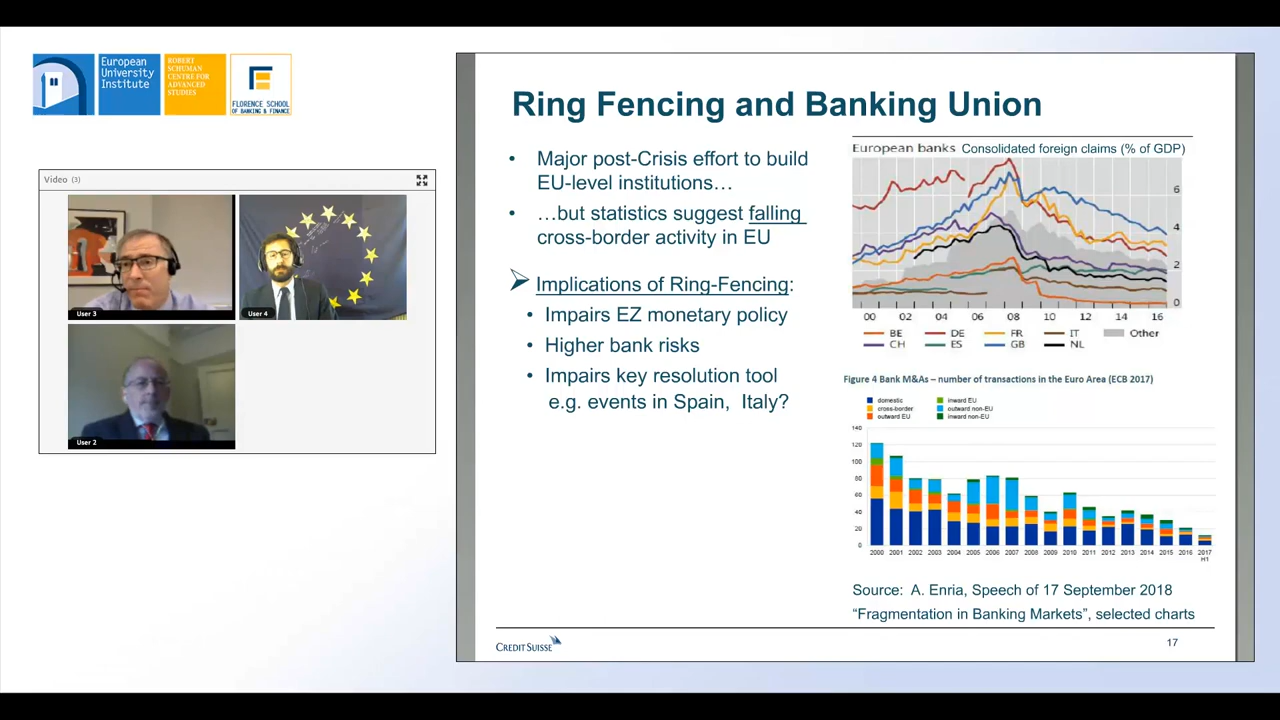 European
University
Institute
ROBERT
SCHUMAN
CENTRE FOR
ADVANCED
STUDIES
FLORENCE SCHOOL
OF BANKING & FINANCE
Video (3)
User 3
User 4
User 2
Ring Fencing and Banking Union
• Major post-Crisis effort to build
EU-level institutions…
• …but statistics suggest falling
cross-border activity in EU
➢ Implications of Ring-Fencing:
• Impairs EZ monetary policy
• Higher bank risks
• Impairs key resolution tool
e.g. events in Spain, Italy?
European banks Consolidated foreign claims (% of GDP)
6
4
2
0
00 02 04 06 08 10 12 14 16
BE DE FR IT Other
CH ES GB NL
Figure 4 Bank M&As – number of transactions in the Euro Area (ECB 2017)
domestic inward EU
cross-border outward non-EU
outward EU inward non-EU
140
120
100
80
60
40
20
0
2000 2001 2002 2003 2004 2005 2006 2007 2008 2009 2010 2011 2012 2013 2014 2015 2016 2017
H1
Source: A. Enria, Speech of 17 September 2018
“Fragmentation in Banking Markets”, selected charts
CREDIT SUISSE
17